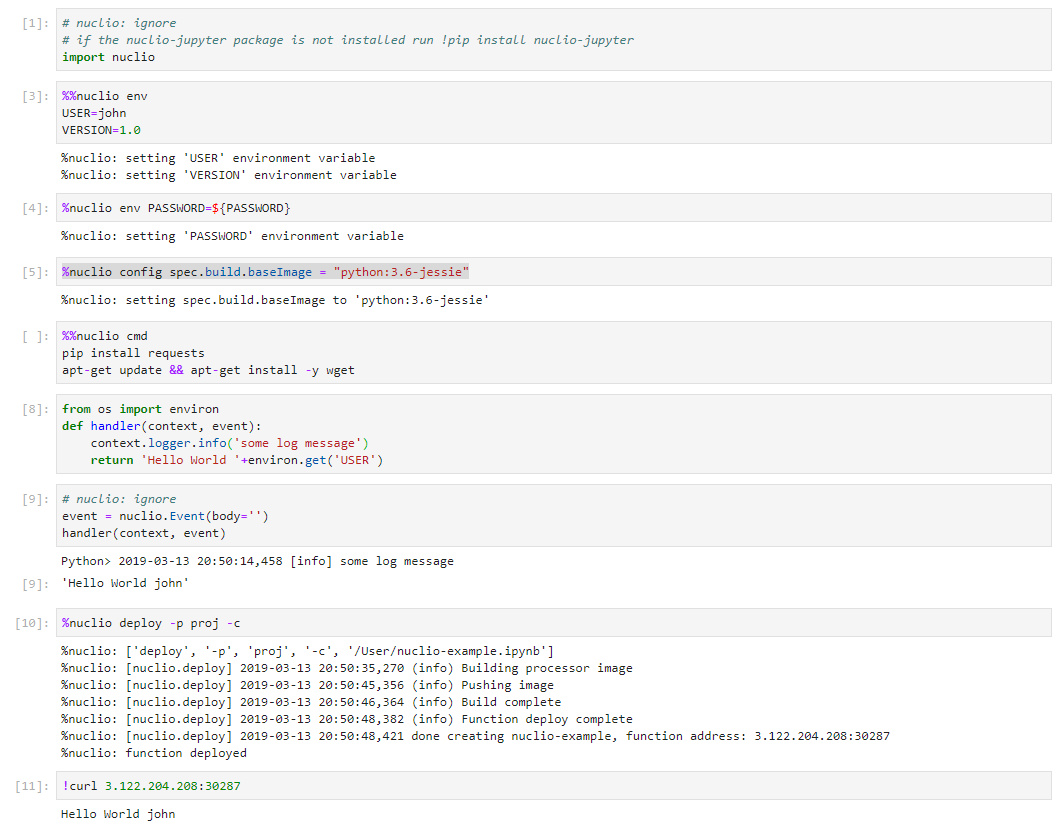 [1]: # nuclio: ignore
# if the nuclio-jupyter package is not installed run !pip install nuclio-jupyter
import nuclio
[3]: %%nuclio env
USER=john
VERSION=1.0
%nuclio: setting 'USER' environment variable
%nuclio: setting 'VERSION' environment variable
[4]: %nuclio env PASSWORD=${PASSWORD}
%nuclio: setting 'PASSWORD' environment variable
[5]: %nuclio config spec.build.baseImage = "python:3.6-jessie"
%nuclio: setting spec.build.baseImage to 'python:3.6-jessie'
[ ]: %%nuclio cmd
pip install requests
apt-get update && apt-get install -y wget
[8]: from os import environ
def handler(context, event):
    context.logger.info('some log message')
    return 'Hello World '+environ.get('USER')
[9]: # nuclio: ignore
event = nuclio.Event(body='')
handler(context, event)
Python> 2019-03-13 20:50:14,458 [info] some log message
[9]: 'Hello World john'
[10]: %nuclio deploy -p proj -c
%nuclio: ['deploy', '-p', 'proj', '-c', '/User/nuclio-example.ipynb']
%nuclio: [nuclio.deploy] 2019-03-13 20:50:35,270 (info) Building processor image
%nuclio: [nuclio.deploy] 2019-03-13 20:50:45,356 (info) Pushing image
%nuclio: [nuclio.deploy] 2019-03-13 20:50:46,364 (info) Build complete
%nuclio: [nuclio.deploy] 2019-03-13 20:50:48,382 (info) Function deploy complete
%nuclio: [nuclio.deploy] 2019-03-13 20:50:48,421 done creating nuclio-example, function address: 3.122.204.208:30287
%nuclio: function deployed
[11]: !curl 3.122.204.208:30287
Hello World john